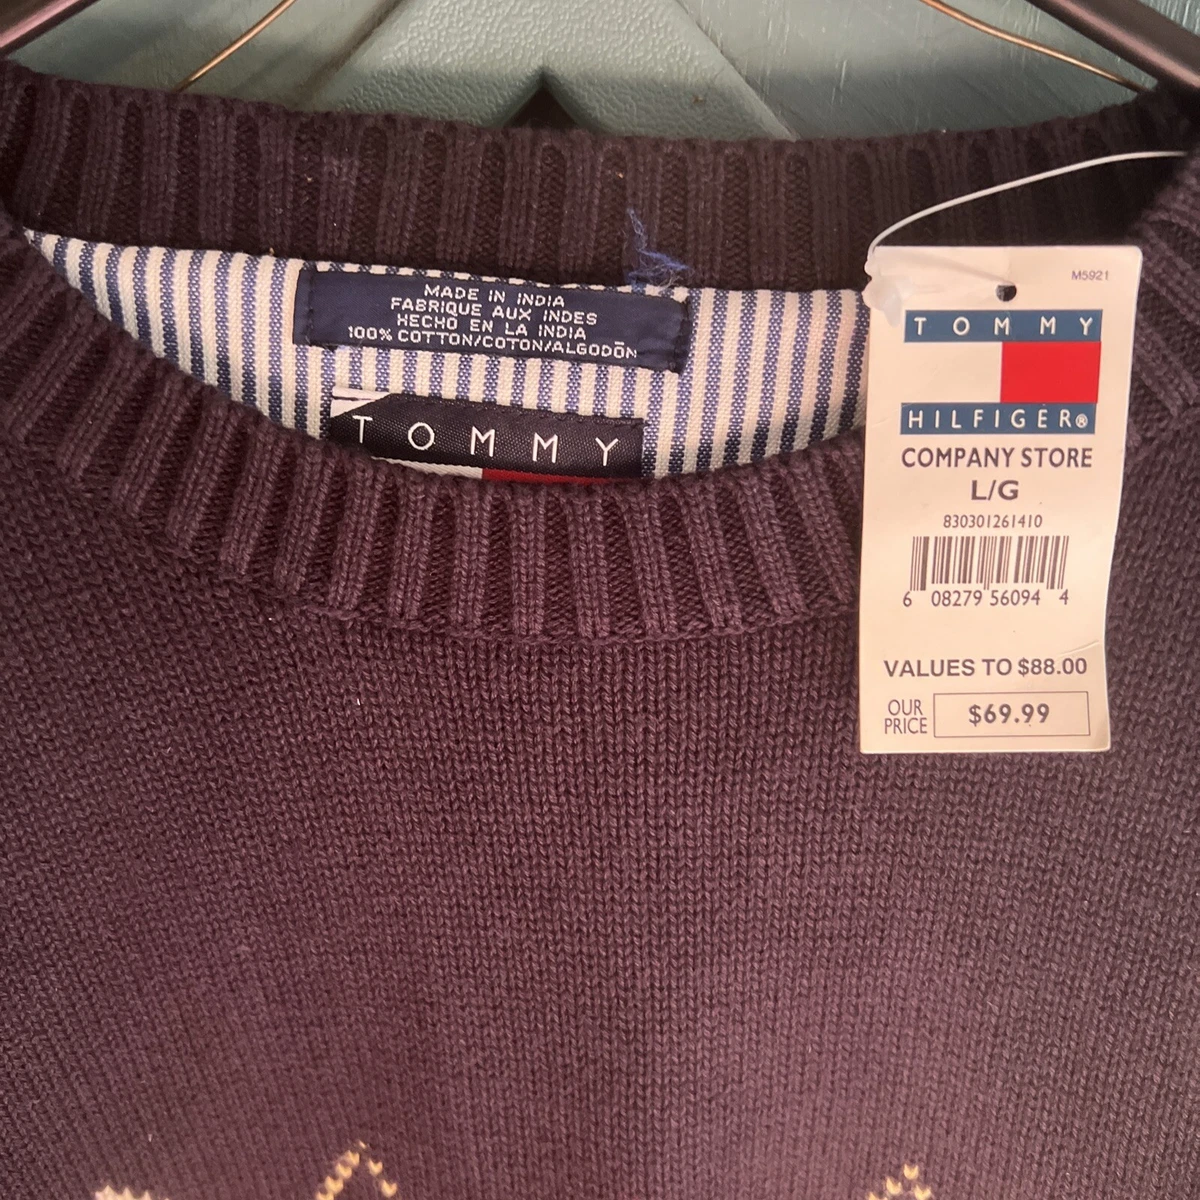 MADE IN INDIA
FABRIQUE AUX INDES
HECHO EN LA INDIA
100% COTTON/COTON/ALGODŌN
TOMMY
M5921
TOMMY
HILFIGER®
COMPANY STORE
L/G
830301261410
6 08279 56094 4
VALUES TO $88.00
OUR PRICE $69.99